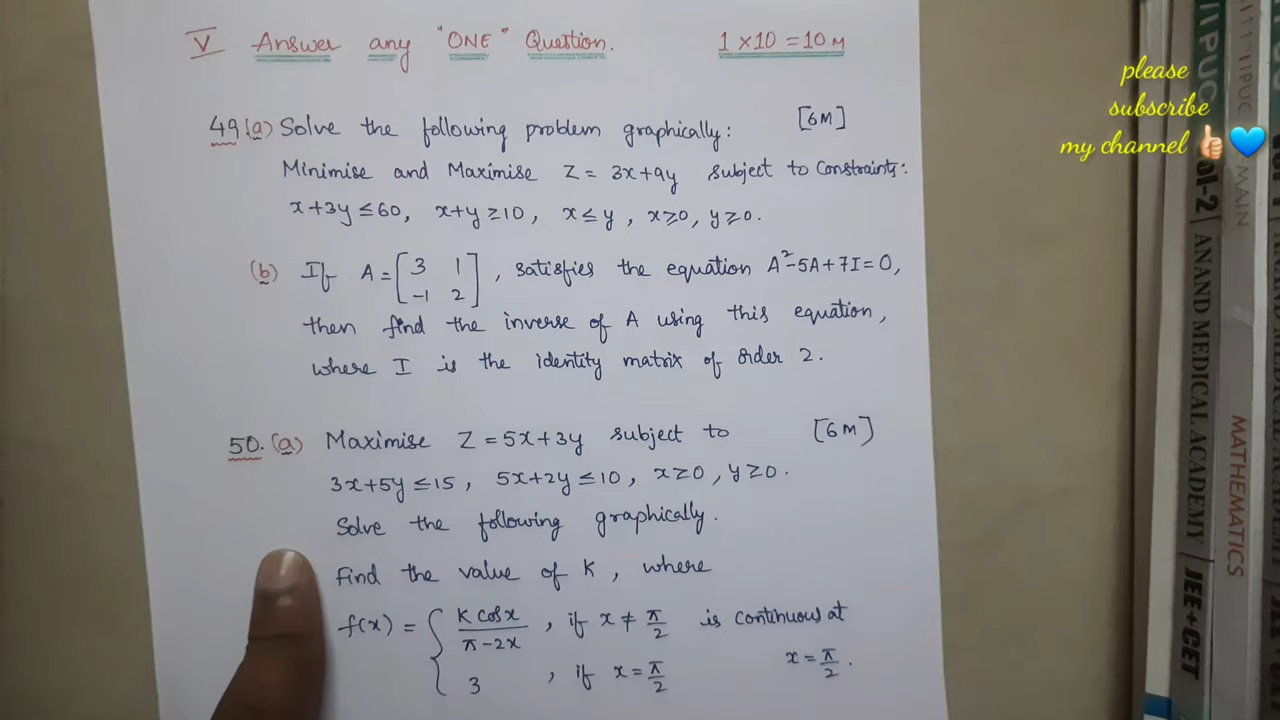 V Answer any "ONE" Question. 1 × 10 = 10 M
49(a) Solve the following problem graphically: [6M]
Minimise and Maximise Z = 3x+9y subject to Constraints:
x+3y ≤ 60, x+y ≥ 10, x ≤ y, x ≥ 0, y ≥ 0.
(b) If A = [3 1; -1 2], satisfies the equation A²-5A+7I=0,
then find the inverse of A using this equation,
where I is the identity matrix of order 2.
50.(a) Maximise Z = 5x+3y subject to [6M]
3x+5y ≤ 15, 5x+2y ≤ 10, x ≥ 0, y ≥ 0.
Solve the following graphically.
Find the value of K, where
f(x) = { K cosx / π-2x, if x ≠ π/2 is continuous at
3, if x = π/2 x = π/2.
please
subscribe
my channel 👍🏻💙
ANAND MEDICAL ACADEMY
JEE+CET
MATHEMATICS
MAIN